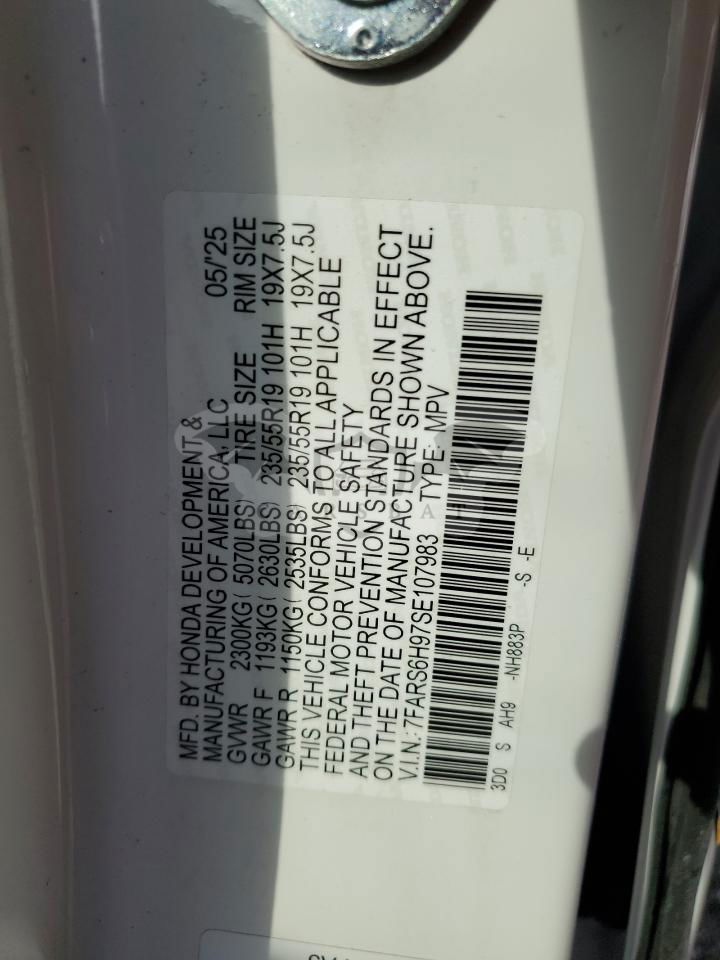 MFD. BY HONDA DEVELOPMENT &
MANUFACTURING OF AMERICA, LLC 05/'25
GVWR 2300KG( 5070LBS) TIRE SIZE RIM SIZE
GAWR F 1193KG( 2630LBS) 235/55R19 101H 19X7.5J
GAWR R 1150KG( 2535LBS) 235/55R19 101H 19X7.5J
THIS VEHICLE CONFORMS TO ALL APPLICABLE
FEDERAL MOTOR VEHICLE SAFETY
AND THEFT PREVENTION STANDARDS IN EFFECT
ON THE DATE OF MANUFACTURE SHOWN ABOVE.
V.I.N.: 7FARS6H97SE107983 TYPE: MPV
3D0 S AH9 -NH883P -S -E